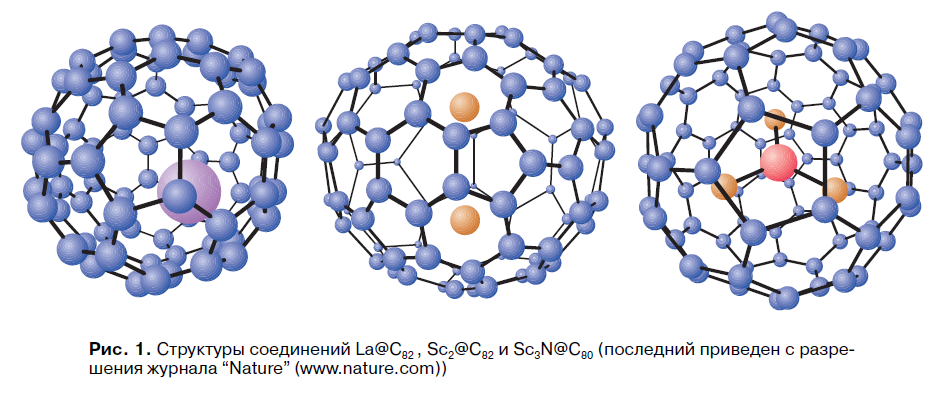 Рис. 1. Структуры соединений La@C₈₂ , Sc₂@C₈₂ и Sc₃N@C₈₀ (последний приведен с разре-
шения журнала “Nature” (www.nature.com))